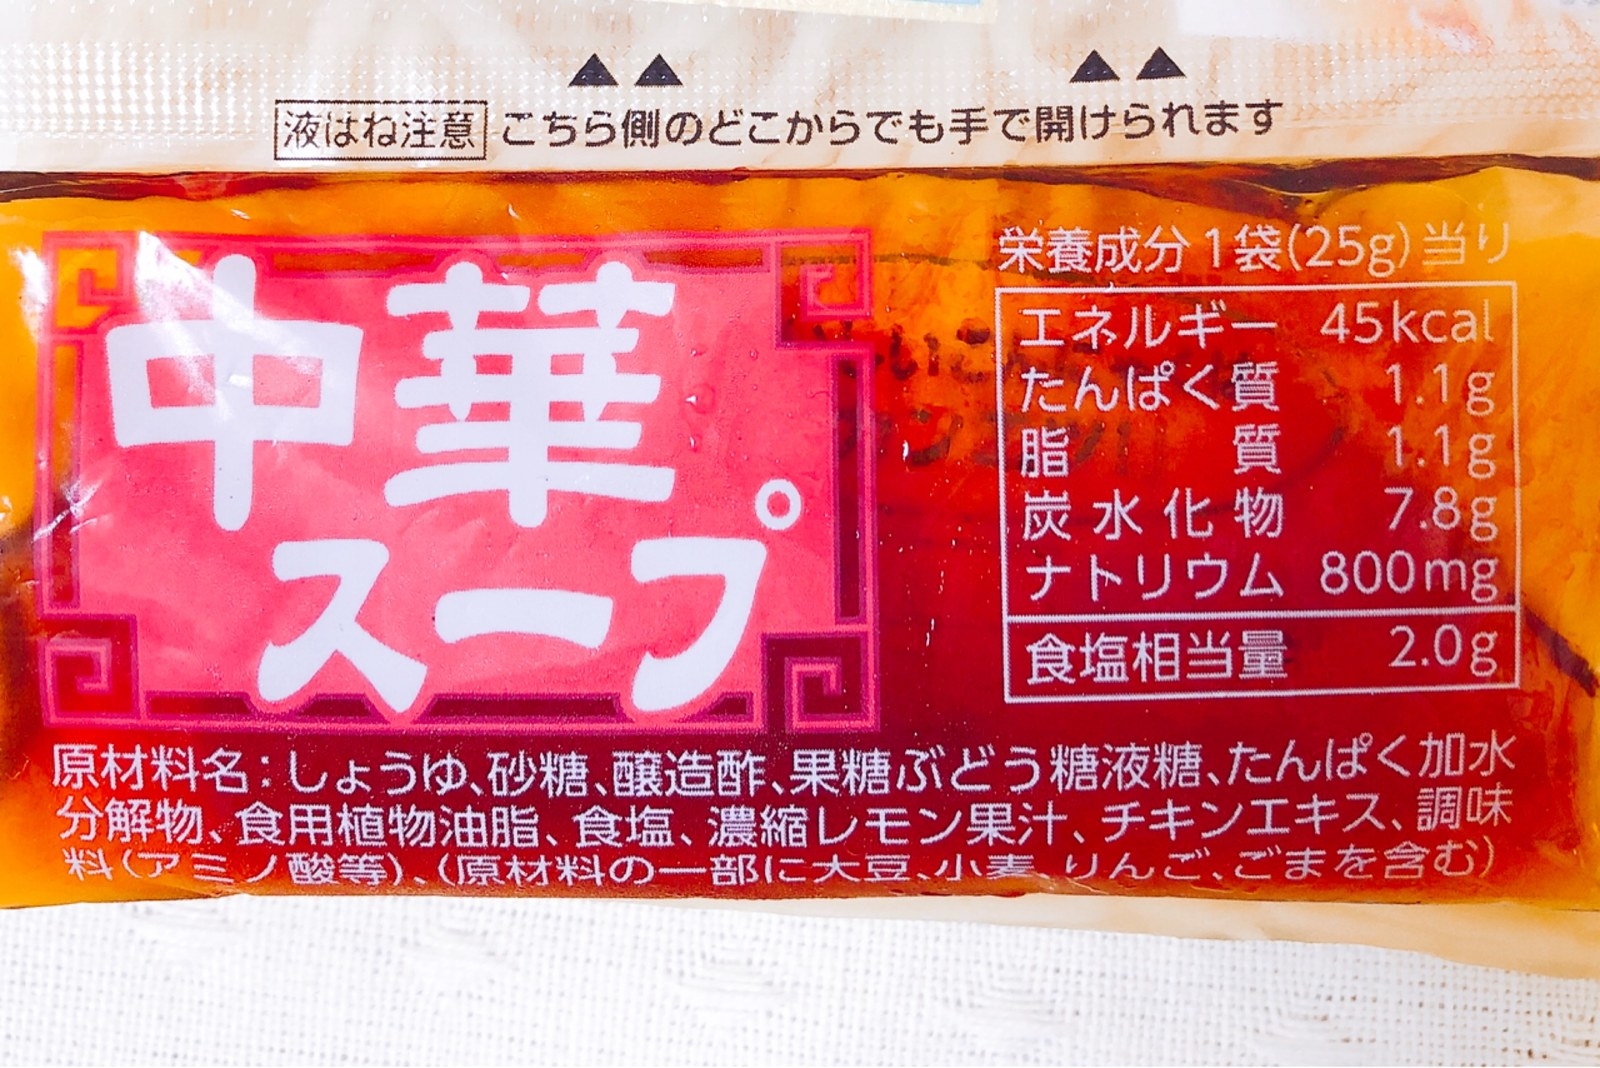 液はね注意 こちら側のどこからでも手で開けられます
中華
スープ。
栄養成分1袋(25g)当り
エネルギー 45kcal
たんぱく質 1.1g
脂質 1.1g
炭水化物 7.8g
ナトリウム 800mg
食塩相当量 2.0g
原材料名：しょうゆ、砂糖、醸造酢、果糖ぶどう糖液糖、たんぱく加水
分解物、食用植物油脂、食塩、濃縮レモン果汁、チキンエキス、調味
料(アミノ酸等)、(原材料の一部に大豆、小麦、りんご、ごまを含む)